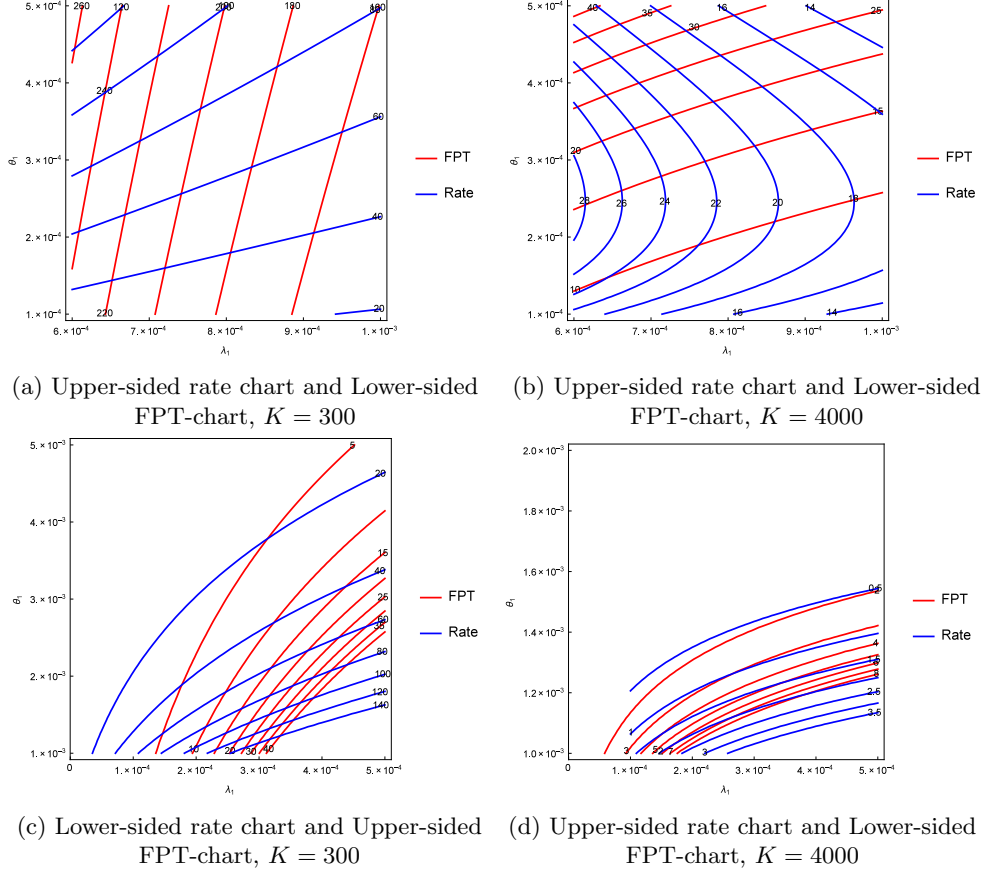 5.×10⁻⁴
4.×10⁻⁴
3.×10⁻⁴
2.×10⁻⁴
1.×10⁻⁴
θ₁
260
120
180
160
240
60
40
220
20
6.×10⁻⁴ 7.×10⁻⁴ 8.×10⁻⁴ 9.×10⁻⁴ 1.×10⁻³
λ₁
FPT
Rate
5.×10⁻⁴
4.×10⁻⁴
3.×10⁻⁴
2.×10⁻⁴
1.×10⁻⁴
θ₁
40
35
30
16
14
25
15
20
28
26
24
22
20
18
10
16
14
6.×10⁻⁴ 7.×10⁻⁴ 8.×10⁻⁴ 9.×10⁻⁴ 1.×10⁻³
λ₁
FPT
Rate
(a) Upper-sided rate chart and Lower-sided
FPT-chart, K = 300
(b) Upper-sided rate chart and Lower-sided
FPT-chart, K = 4000
5.×10⁻³
4.×10⁻³
3.×10⁻³
2.×10⁻³
1.×10⁻³
θ₁
5
20
15
40
25
60
35
80
100
120
140
10
20
30
40
0 1.×10⁻⁴ 2.×10⁻⁴ 3.×10⁻⁴ 4.×10⁻⁴ 5.×10⁻⁴
λ₁
FPT
Rate
2.0×10⁻³
1.8×10⁻³
1.6×10⁻³
1.4×10⁻³
1.2×10⁻³
1.0×10⁻³
θ₁
0.5
4
8
2.5
3.5
1
3
5
7
3
0 1.×10⁻⁴ 2.×10⁻⁴ 3.×10⁻⁴ 4.×10⁻⁴ 5.×10⁻⁴
λ₁
FPT
Rate
(c) Lower-sided rate chart and Upper-sided
FPT-chart, K = 300
(d) Upper-sided rate chart and Lower-sided
FPT-chart, K = 4000